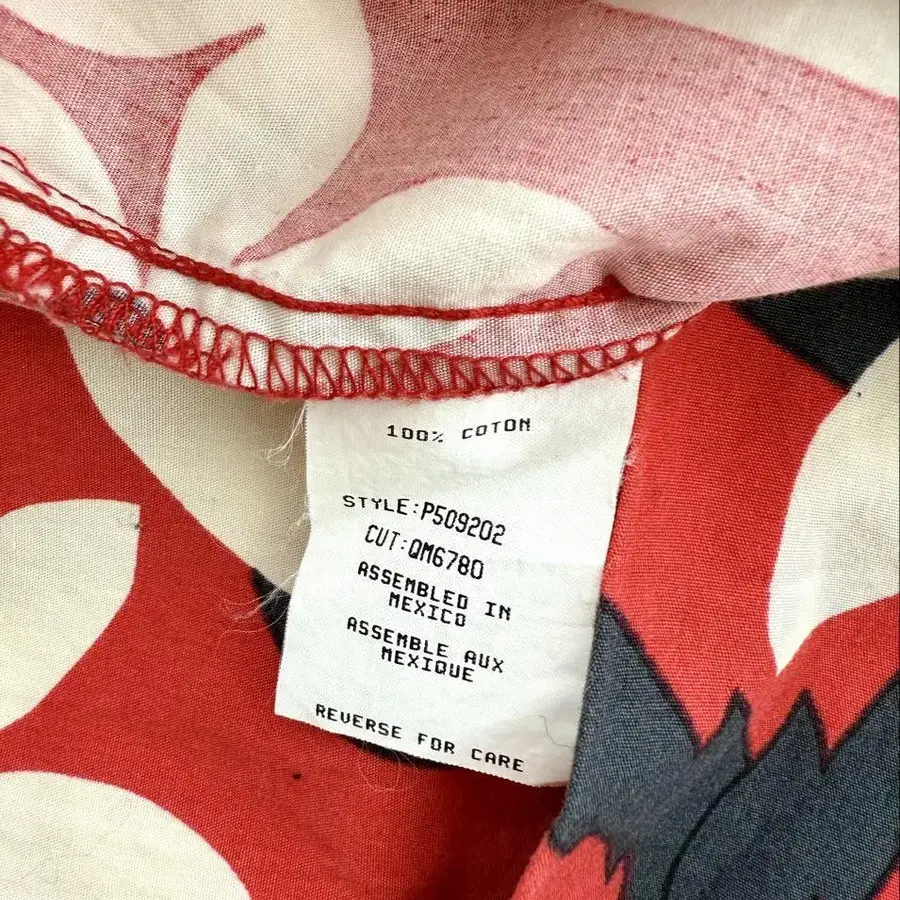 100% COTON
STYLE:P509202
CUT:QM6780
ASSEMBLED IN
MEXICO
ASSEMBLE AUX
MEXIQUE
REVERSE FOR CARE